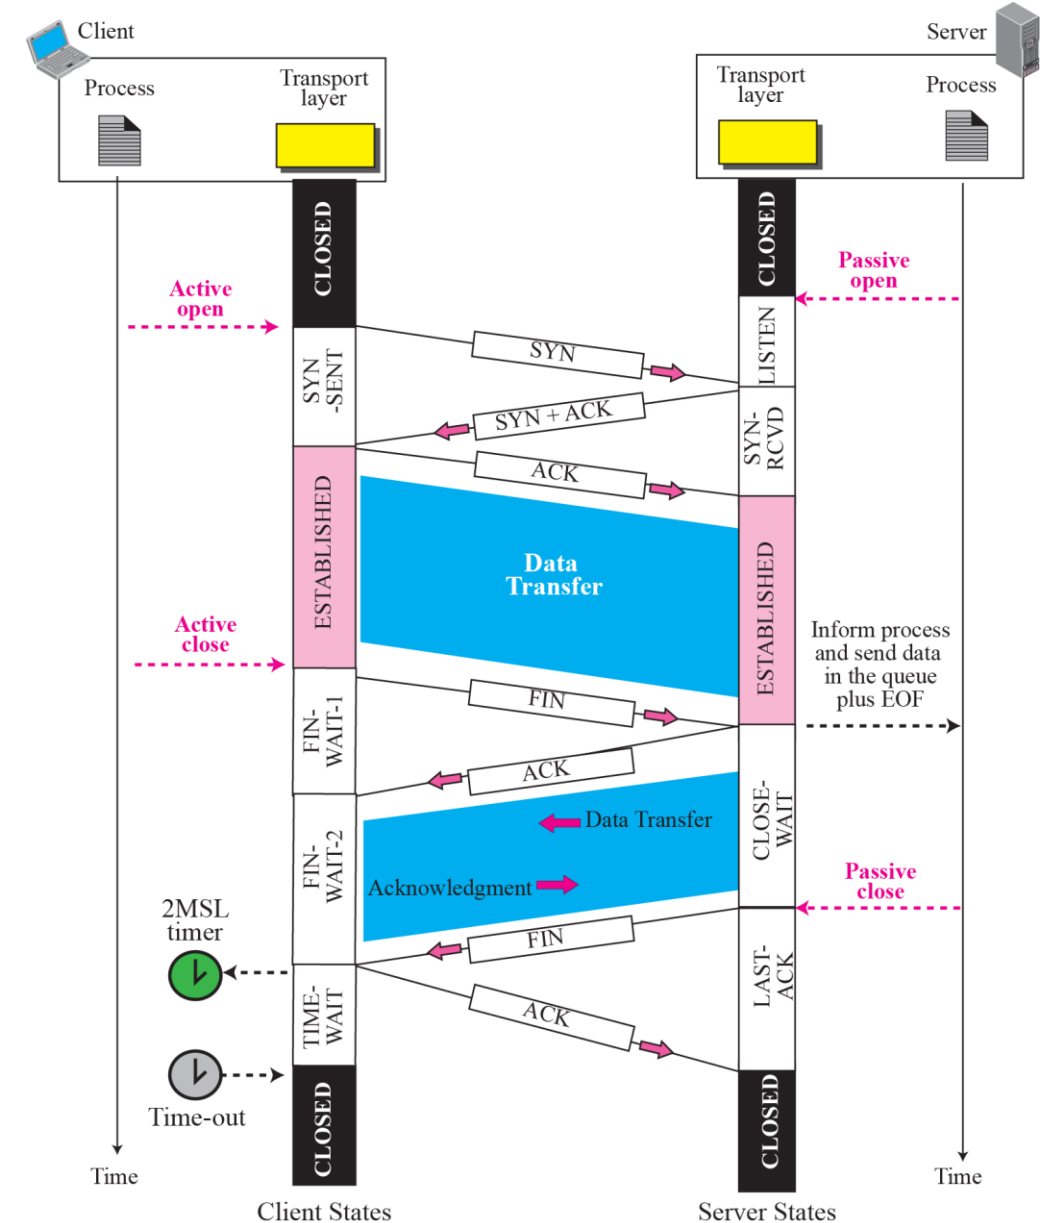 Client
Server
Process
Transport
layer
Transport
layer
Process
CLOSED
CLOSED
Passive
open
Active
open
LISTEN
SYN
SYN
-SENT
SYN + ACK
SYN-
RCVD
ACK
ESTABLISHED
Data
Transfer
ESTABLISHED
Active
close
Inform process
and send data
in the queue
plus EOF
FIN
FIN-
WAIT-1
ACK
CLOSE-
WAIT
Data Transfer
FIN-
WAIT-2
Acknowledgment
Passive
close
2MSL
timer
FIN
LAST-
ACK
TIME-
WAIT
ACK
Time-out
CLOSED
CLOSED
Time
Time
Client States
Server States